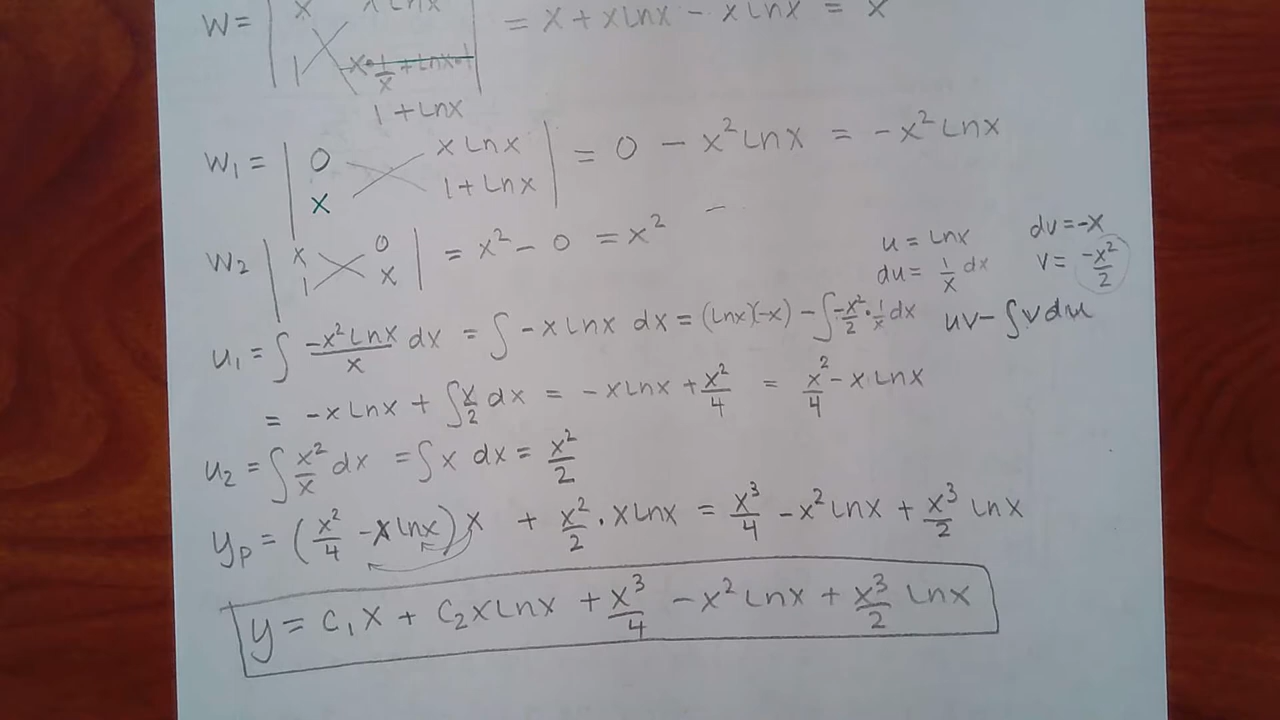 W = | x x ln x | = x + x ln x - x ln x = x
1 x·1/x + ln x·1
1 + ln x
W₁ = | 0 x ln x | = 0 - x² ln x = -x² ln x
x 1 + ln x
W₂ | x 0 | = x² - 0 = x²
1 x
u = ln x dv = -x
du = 1/x dx v = -x²/2
u₁ = ∫ -x² ln x / x dx = ∫ -x ln x dx = (ln x)(-x) - ∫ -x²/2 · 1/x dx uv - ∫ v du
= -x ln x + ∫ x/2 dx = -x ln x + x²/4 = x²/4 - x ln x
u₂ = ∫ x²/x dx = ∫ x dx = x²/2
yₚ = (x²/4 - x ln x) x + x²/2 · x ln x = x³/4 - x² ln x + x³/2 ln x
y = C₁x + C₂x ln x + x³/4 - x² ln x + x³/2 ln x